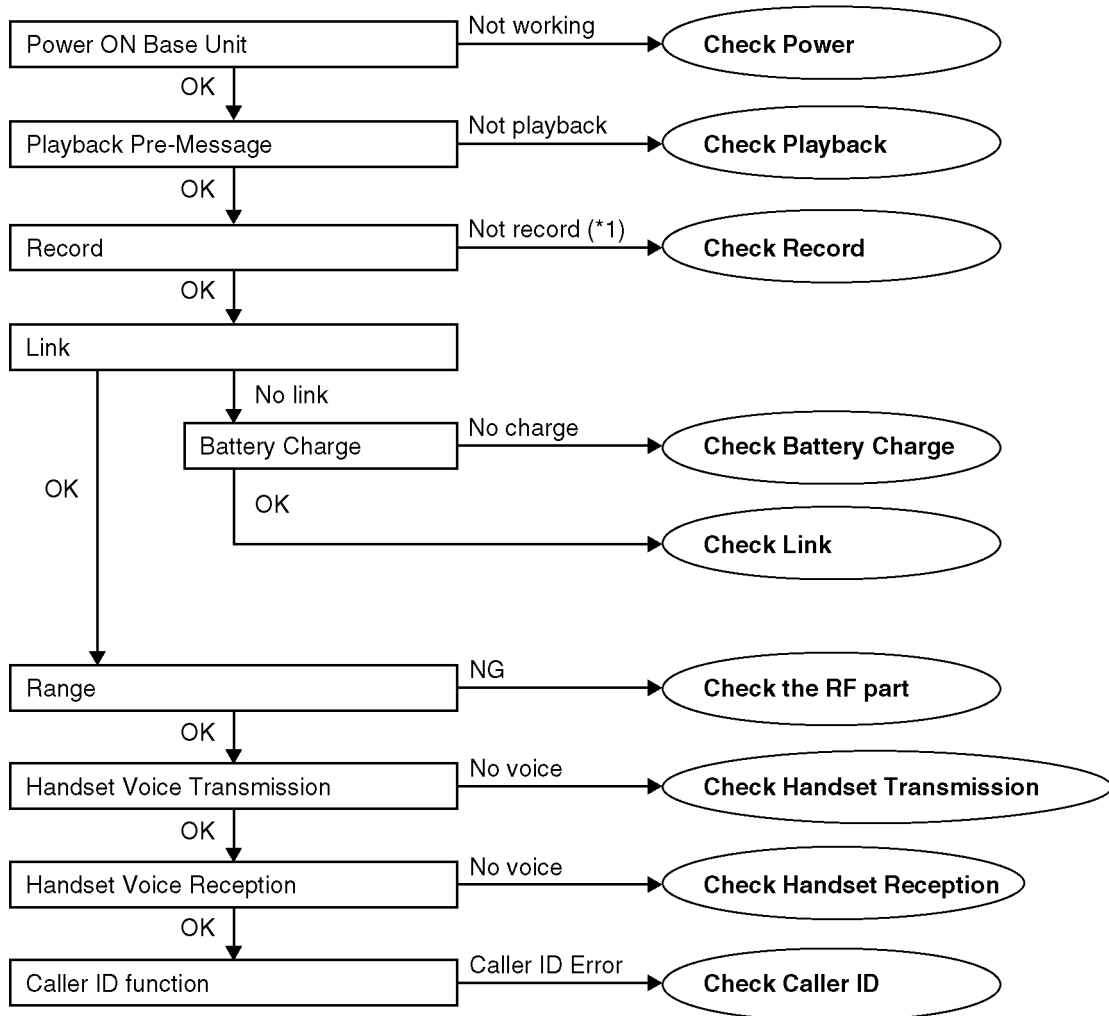 Power ON Base Unit
Not working
Check Power
OK
Playback Pre-Message
Not playback
Check Playback
OK
Record
Not record (*1)
Check Record
OK
Link
No link
Battery Charge
No charge
Check Battery Charge
OK
OK
Check Link
Range
NG
Check the RF part
OK
Handset Voice Transmission
No voice
Check Handset Transmission
OK
Handset Voice Reception
No voice
Check Handset Reception
OK
Caller ID function
Caller ID Error
Check Caller ID